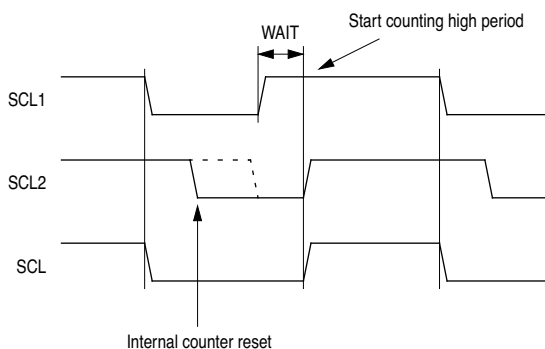 Start counting high period
WAIT
SCL1
SCL2
SCL
Internal counter reset